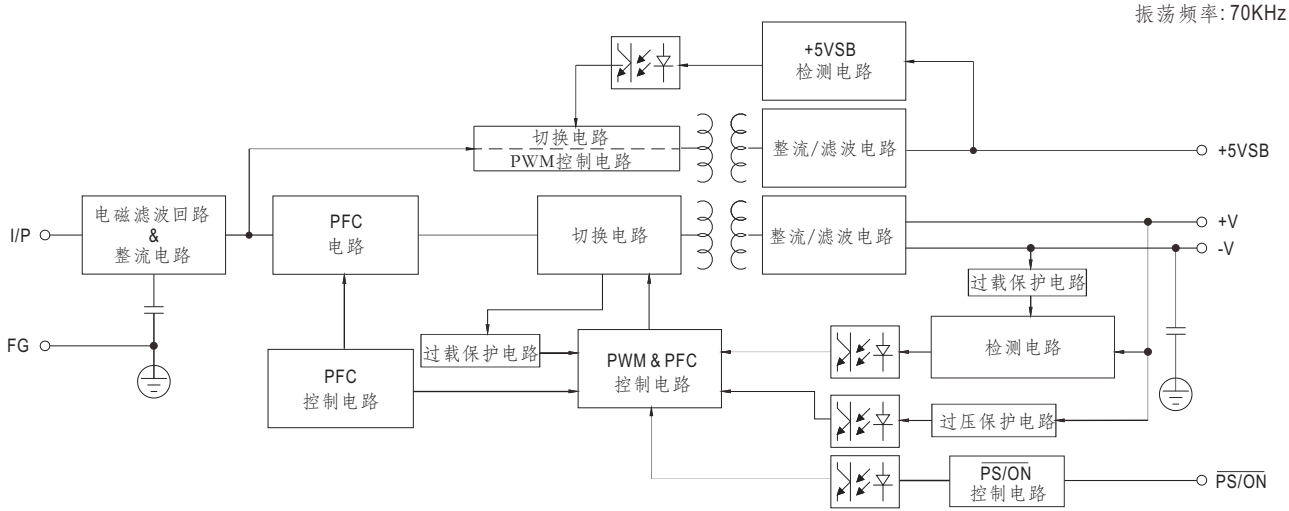 振荡频率: 70KHz
+5VSB
检测电路
切换电路
PWM控制电路
整流/滤波电路
+5VSB
I/P
电磁滤波回路
&
整流电路
PFC
电路
切换电路
整流/滤波电路
+V
-V
过载保护电路
FG
过载保护电路
PWM & PFC
控制电路
检测电路
PFC
控制电路
过压保护电路
PS/ON
控制电路
PS/ON